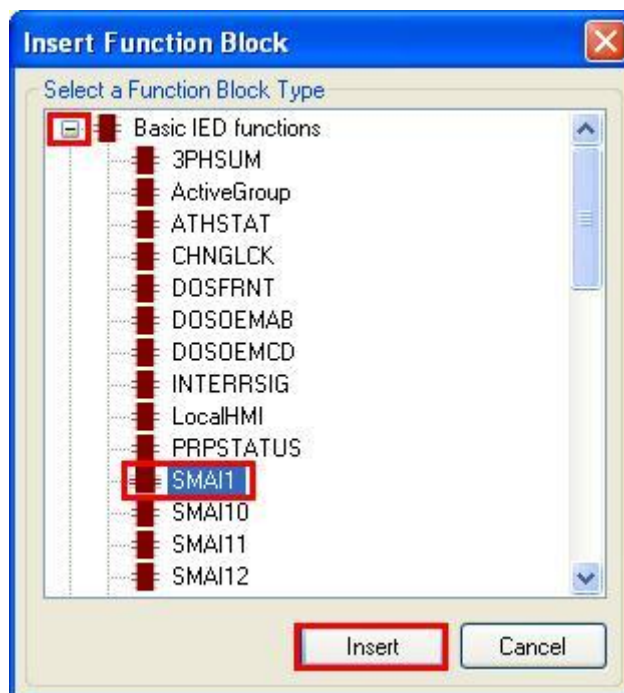 Insert Function Block
Select a Function Block Type
Basic IED functions
3PHSUM
ActiveGroup
ATHSTAT
CHNGLCK
DOSFRNT
DOSOEMAB
DOSOEMCD
INTERRSIG
LocalHMI
PRPSTATUS
SMAI1
SMAI10
SMAI11
SMAI12
Insert
Cancel